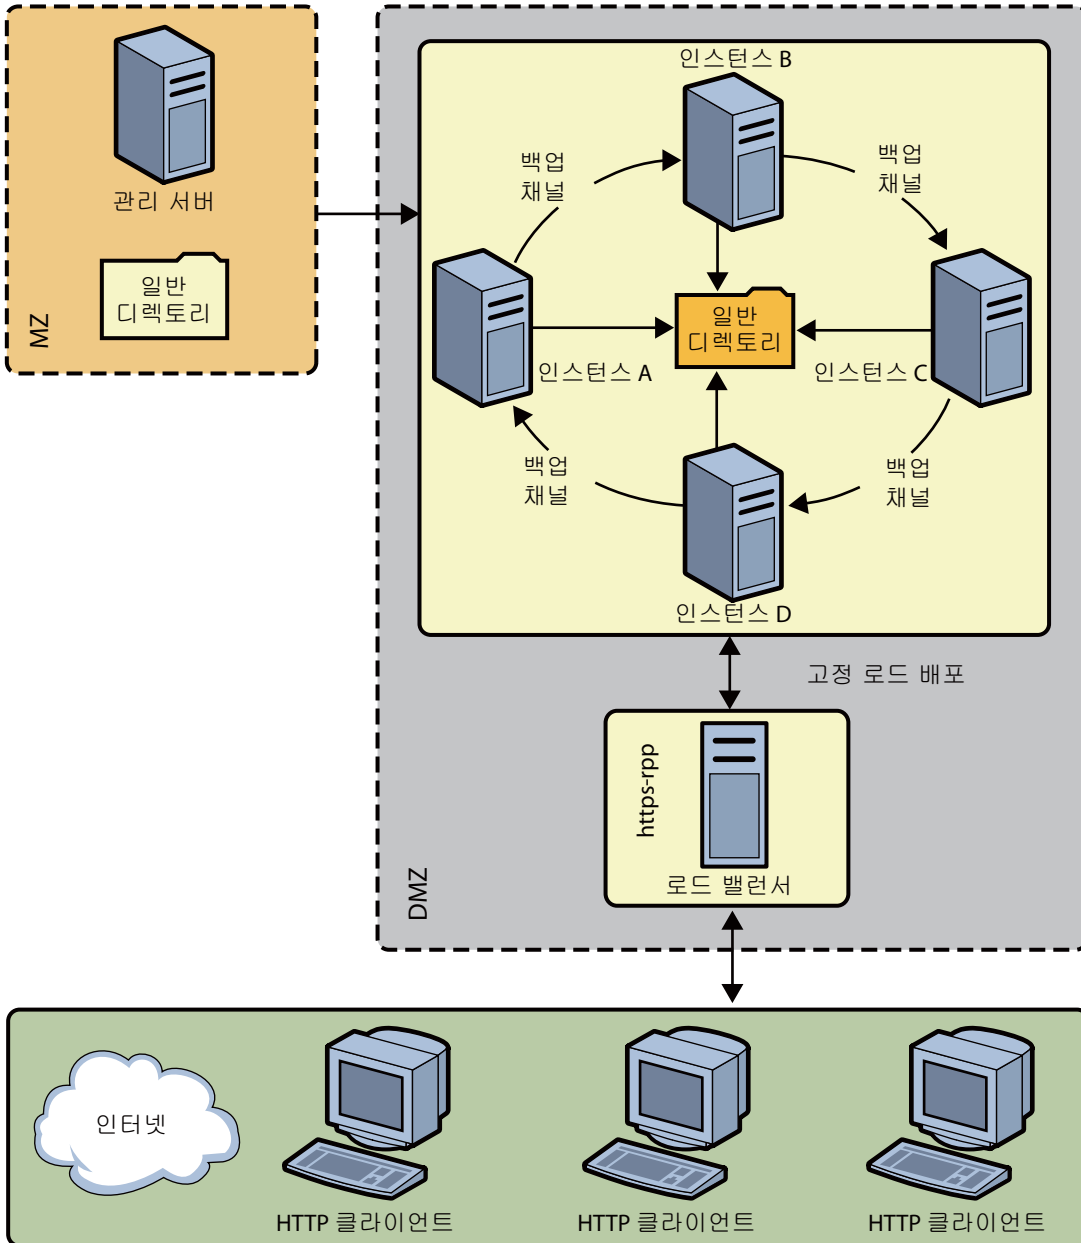 관리 서버
일반
디렉토리
MZ
인스턴스 B
백업
채널
백업
채널
일반
디렉토리
인스턴스 A
인스턴스 C
백업
채널
백업
채널
인스턴스 D
고정 로드 배포
https-rpp
로드 밸런서
DMZ
인터넷
HTTP 클라이언트
HTTP 클라이언트
HTTP 클라이언트